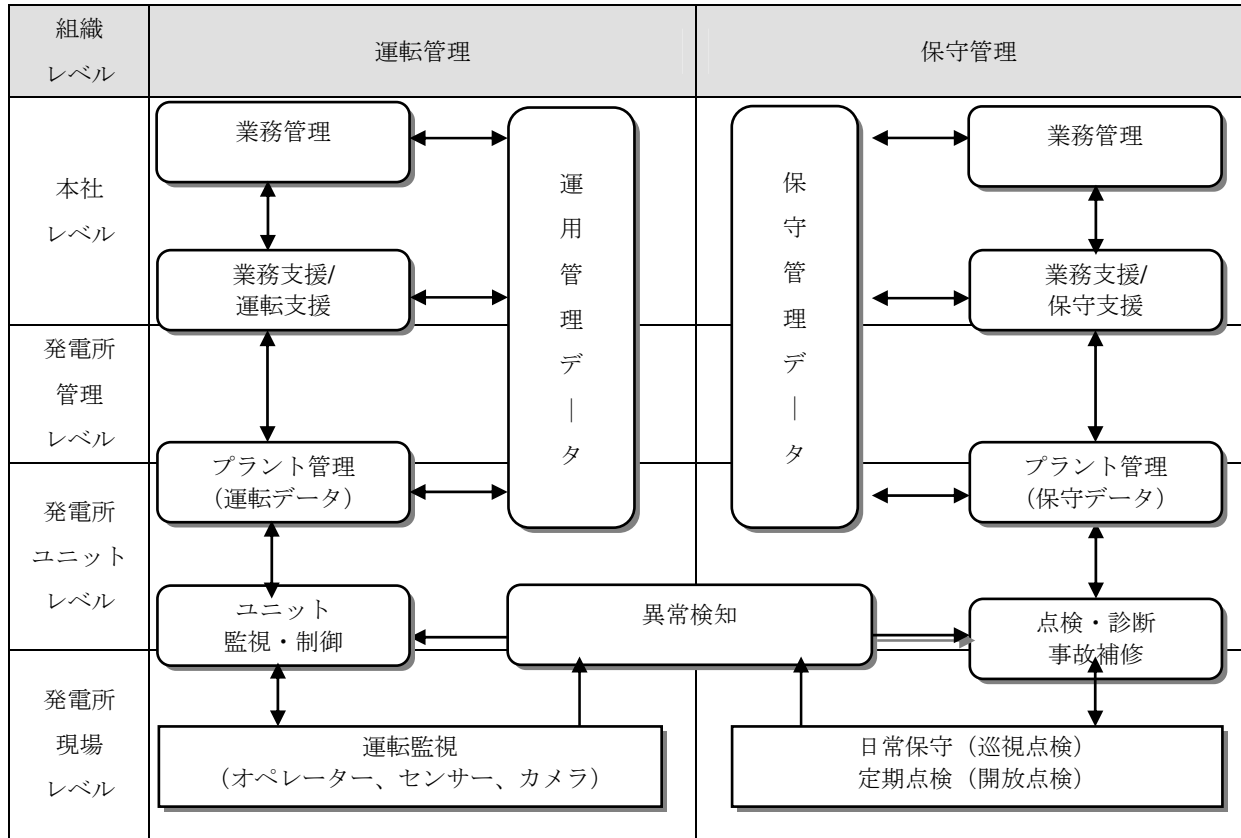 組織
レベル
運転管理
保守管理
本社
レベル
業務管理
業務支援/
運転支援
運用管理データ
保守管理データ
業務管理
業務支援/
保守支援
発電所
管理
レベル
プラント管理
（運転データ）
プラント管理
（保守データ）
発電所
ユニット
レベル
ユニット
監視・制御
異常検知
点検・診断
事故補修
発電所
現場
レベル
運転監視
（オペレーター、センサー、カメラ）
日常保守（巡視点検）
定期点検（開放点検）